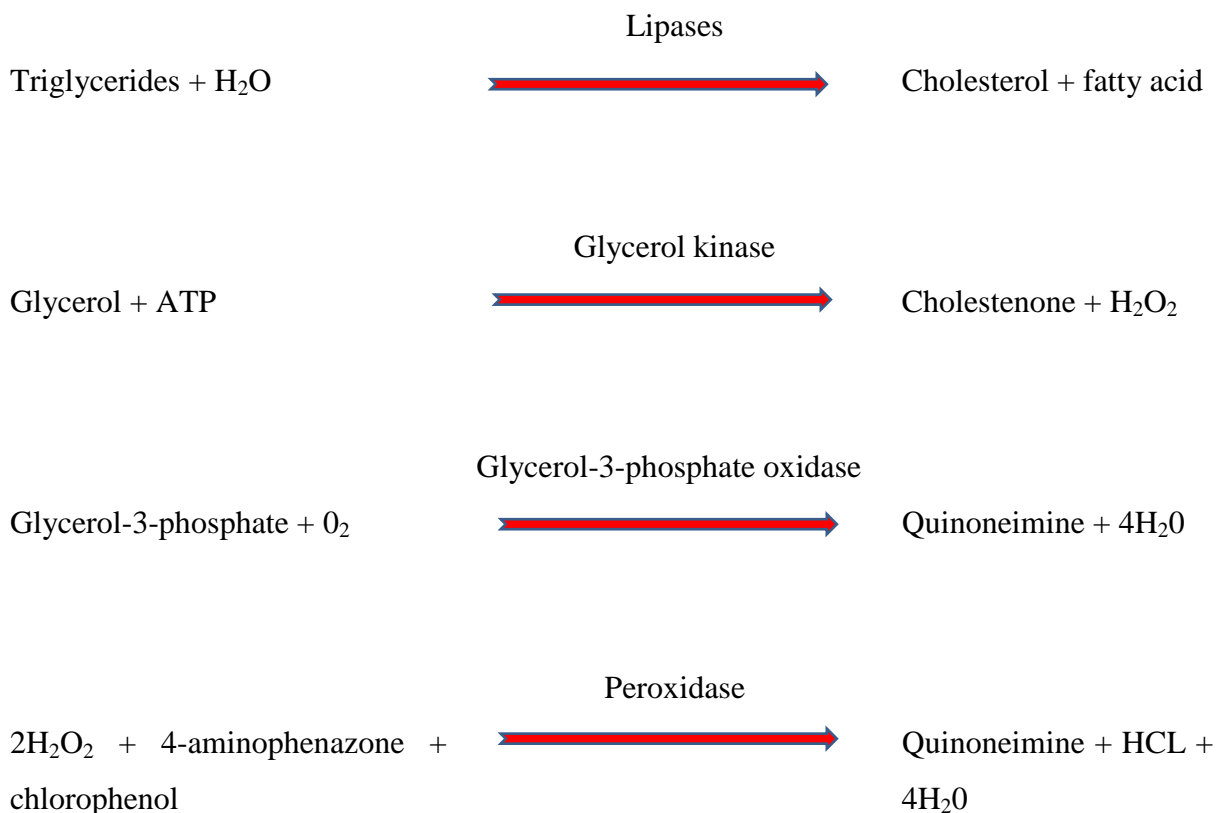 Lipases
Triglycerides + H₂O Cholesterol + fatty acid
Glycerol kinase
Glycerol + ATP Cholestenone + H₂O₂
Glycerol-3-phosphate oxidase
Glycerol-3-phosphate + 0₂ Quinoneimine + 4H₂0
Peroxidase
2H₂O₂ + 4-aminophenazone + Quinoneimine + HCL +
chlorophenol 4H₂0